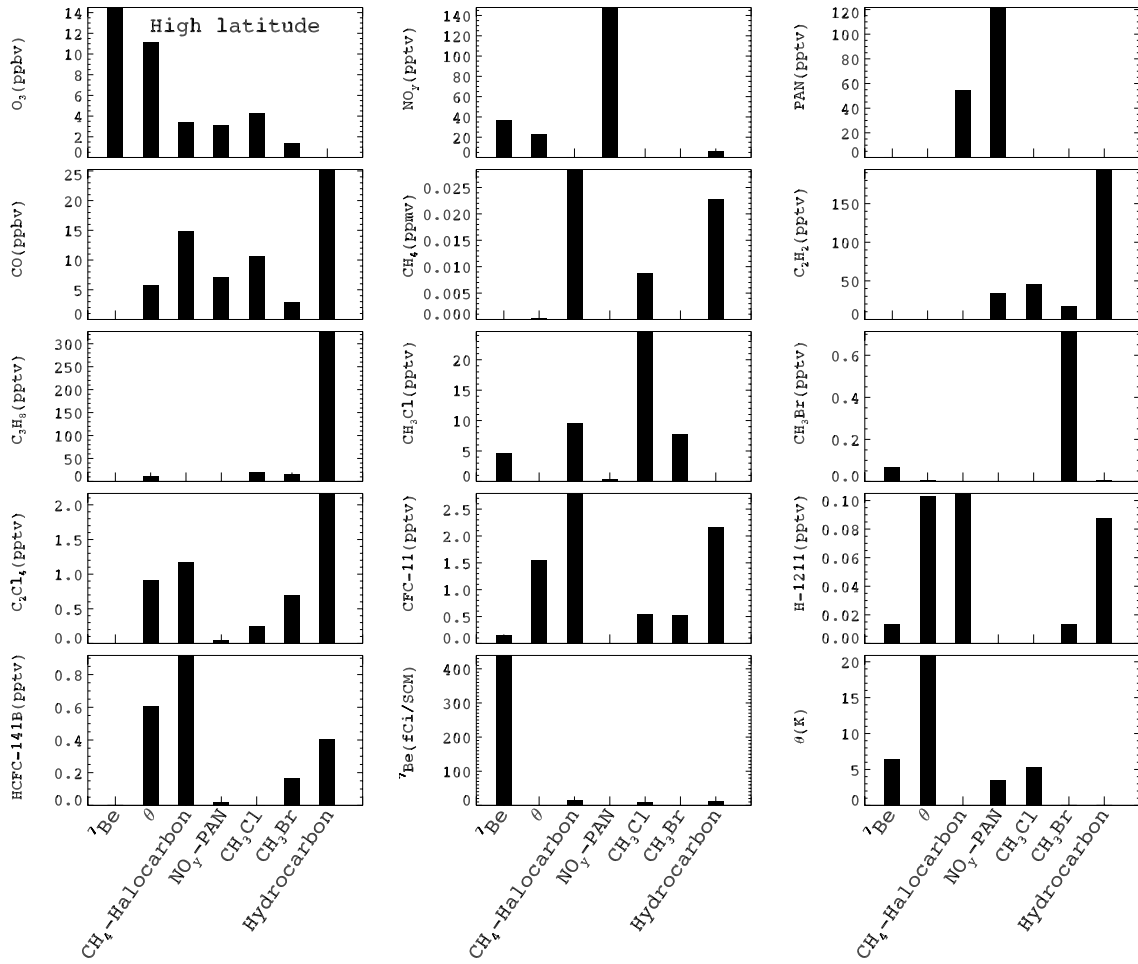 High latitude
O₃(ppbv)
14
12
10
8
6
4
2
0
NOᵧ(pptv)
140
120
100
80
60
40
20
0
PAN(pptv)
120
100
80
60
40
20
0
CO(ppbv)
25
20
15
10
5
0
CH₄(ppmv)
0.025
0.020
0.015
0.010
0.005
0.000
C₂H₂(pptv)
150
100
50
0
C₃H₈(pptv)
300
250
200
150
100
50
0
CH₃Cl(pptv)
20
15
10
5
0
CH₃Br(pptv)
0.6
0.4
0.2
0.0
C₂Cl₄(pptv)
2.0
1.5
1.0
0.5
0.0
CFC-11(pptv)
2.5
2.0
1.5
1.0
0.5
0.0
H-1211(pptv)
0.10
0.08
0.06
0.04
0.02
0.00
HCFC-141B(pptv)
0.8
0.6
0.4
0.2
0.0
⁷Be(fCi/SCM)
400
300
200
100
0
θ(K)
20
15
10
5
0
⁷Be
θ
CH₄-Halocarbon
NOᵧ-PAN
CH₃Cl
CH₃Br
Hydrocarbon
⁷Be
θ
CH₄-Halocarbon
NOᵧ-PAN
CH₃Cl
CH₃Br
Hydrocarbon
⁷Be
θ
CH₄-Halocarbon
NOᵧ-PAN
CH₃Cl
CH₃Br
Hydrocarbon